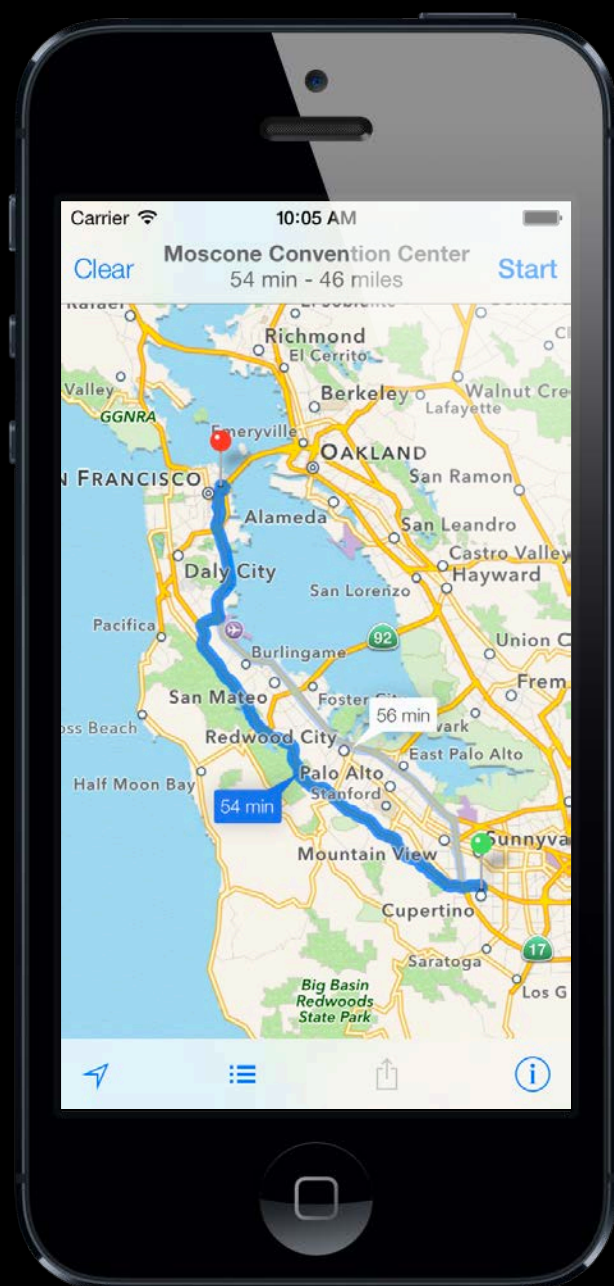 Carrier
10:05 AM
Clear
Moscone Convention Center
54 min - 46 miles
Start
Richmond
El Cerrito
Valley
GGNRA
Berkeley
Walnut Cre
Lafayette
Emeryville
OAKLAND
N FRANCISCO
San Ramon
Alameda
San Leandro
Castro Valley
Daly City
Hayward
San Lorenzo
Pacifica
92
Union C
Burlingame
Frem
San Mateo
Foster City
56 min
oss Beach
wark
Redwood City
East Palo Alto
Palo Alto
Half Moon Bay
Stanford
54 min
Sunnyva
Mountain View
Cupertino
17
Saratoga
Big Basin
Redwoods
State Park
Los G
i